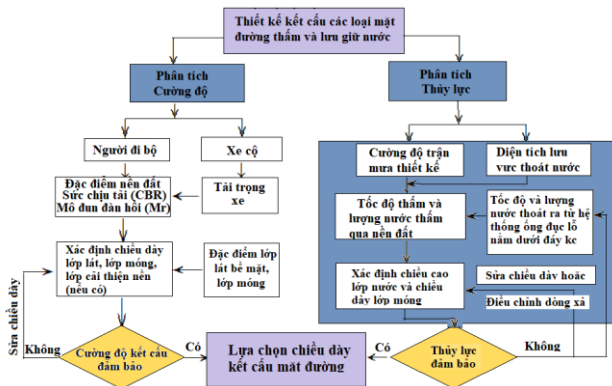 Thiết kế kết cấu các loại mặt
đường thấm và lưu giữ nước
Phân tích
Cường độ
Phân tích
Thủy lực
Người đi bộ
Xe cộ
Cường độ trận
mưa thiết kế
Diện tích lưu
vực thoát nước
Đặc điểm nền đất
Sức chịu tải (CBR)
Mô đun đàn hồi (Mr)
Tải trọng
xe
Tốc độ thấm và
lượng nước thấm
qua nền đất
Tốc độ và lượng
nước thoát ra từ hệ
thống ống đục lỗ
nằm dưới đáy kc
Xác định chiều dày
lớp lát, lớp móng,
lớp cải thiện nền
(nếu có)
Đặc điểm lớp
lát bề mặt,
lớp móng
Xác định chiều cao
lớp nước và chiều
dày lớp móng
Sửa chiều dày hoặc
Điều chỉnh dòng xả
Sửa chiều dày
Không
Cường độ kết cấu
đảm bảo
Có
Lựa chọn chiều dày
kết cấu mặt đường
Có
Thủy lực
đảm bảo
Không